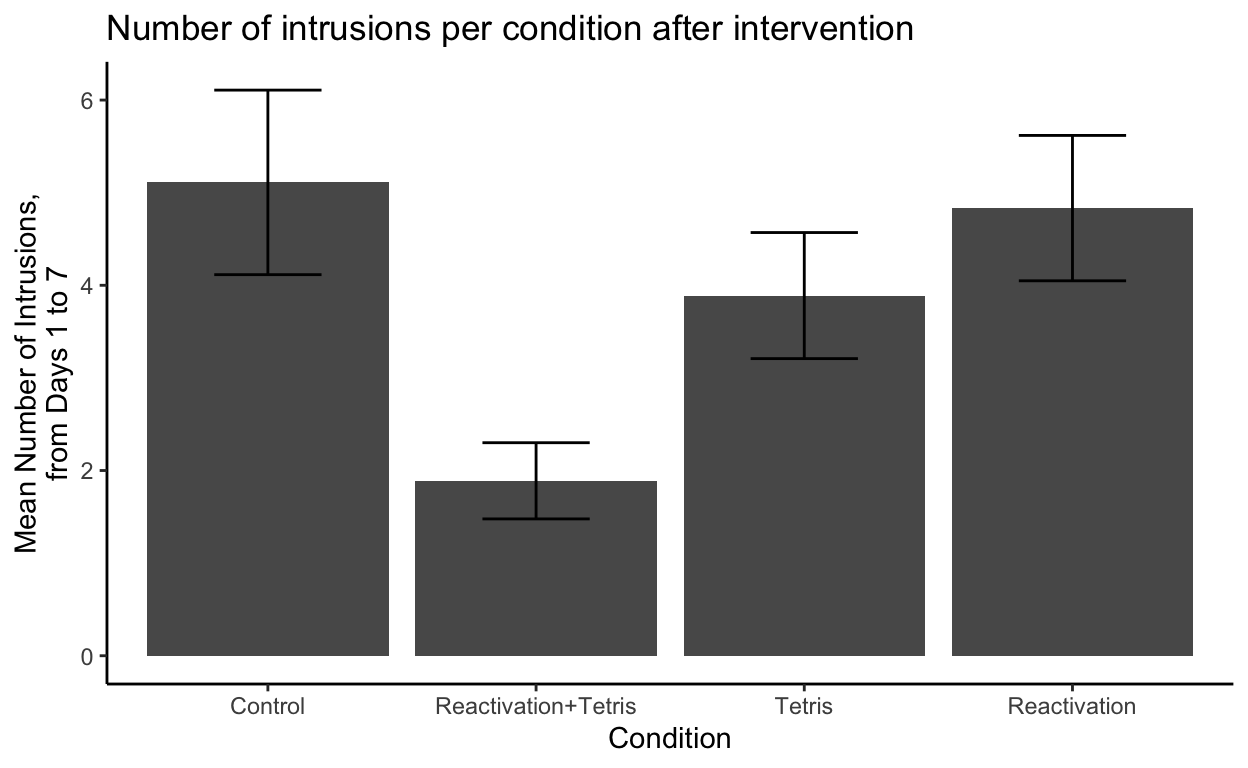 Number of intrusions per condition after intervention
Mean Number of Intrusions,
from Days 1 to 7
6
4
2
0
Control
Reactivation+Tetris
Tetris
Reactivation
Condition